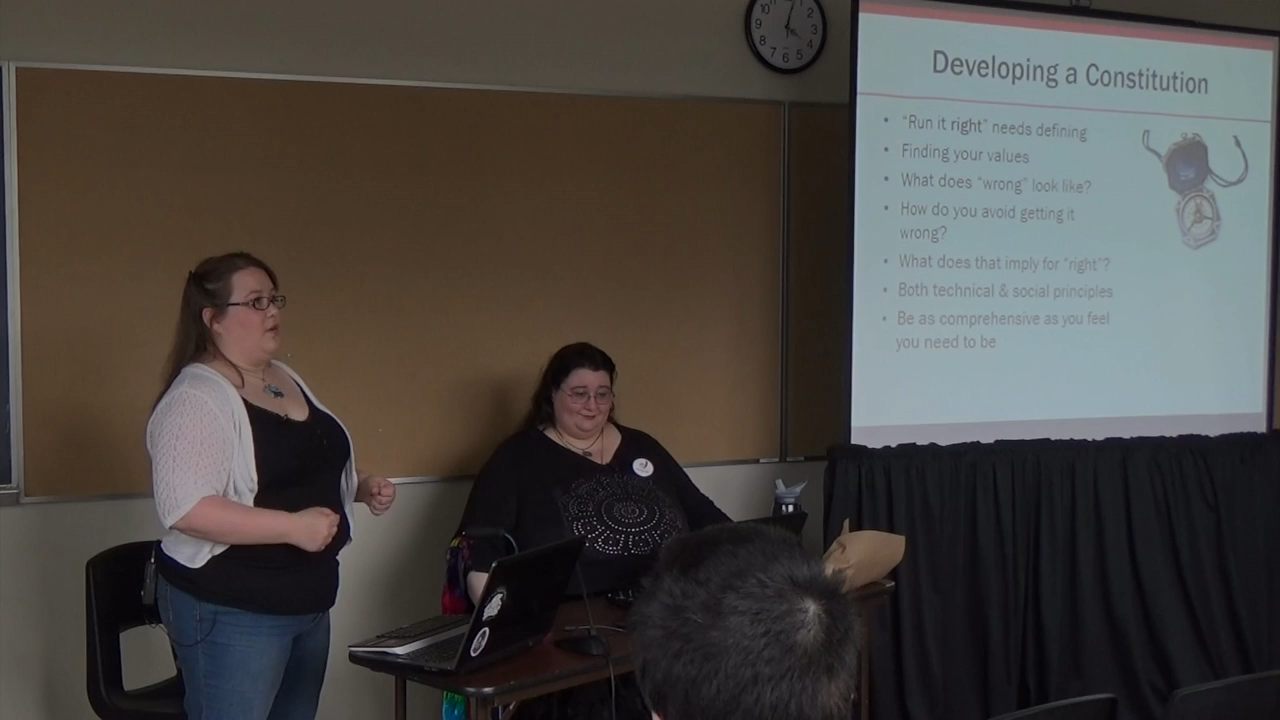 Developing a Constitution
• "Run it right" needs defining
• Finding your values
• What does "wrong" look like?
• How do you avoid getting it
wrong?
• What does that imply for "right"?
• Both technical & social principles
• Be as comprehensive as you feel
you need to be